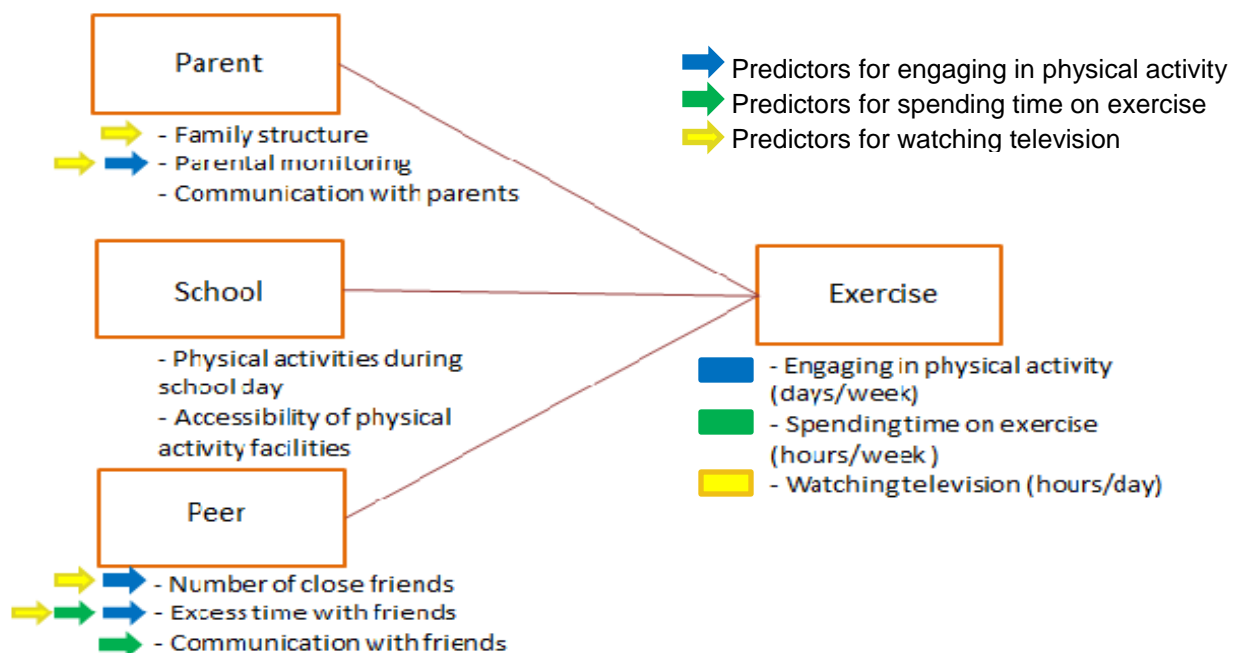 Parent
- Family structure
- Parental monitoring
- Communication with parents
School
- Physical activities during
school day
- Accessibility of physical
activity facilities
Peer
- Number of close friends
- Excess time with friends
- Communication with friends
Predictors for engaging in physical activity
Predictors for spending time on exercise
Predictors for watching television
Exercise
- Engaging in physical activity
(days/week)
- Spending time on exercise
(hours/week )
- Watching television (hours/day)